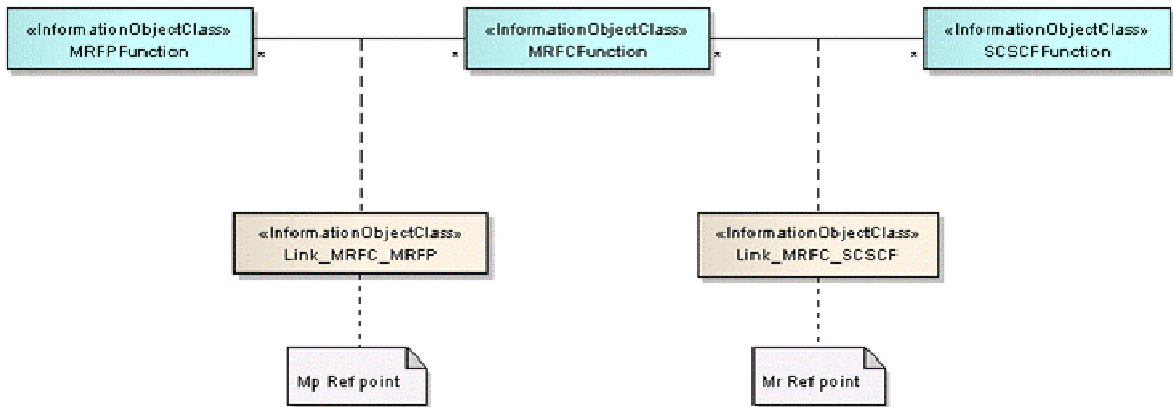 «InformationObjectClass»
MRFPFunction
«InformationObjectClass»
MRFCFunction
«InformationObjectClass»
SCSCFFunction
* * * *
«InformationObjectClass»
Link_MRFC_MRFP
«InformationObjectClass»
Link_MRFC_SCSCF
Mp Ref point
Mr Ref point